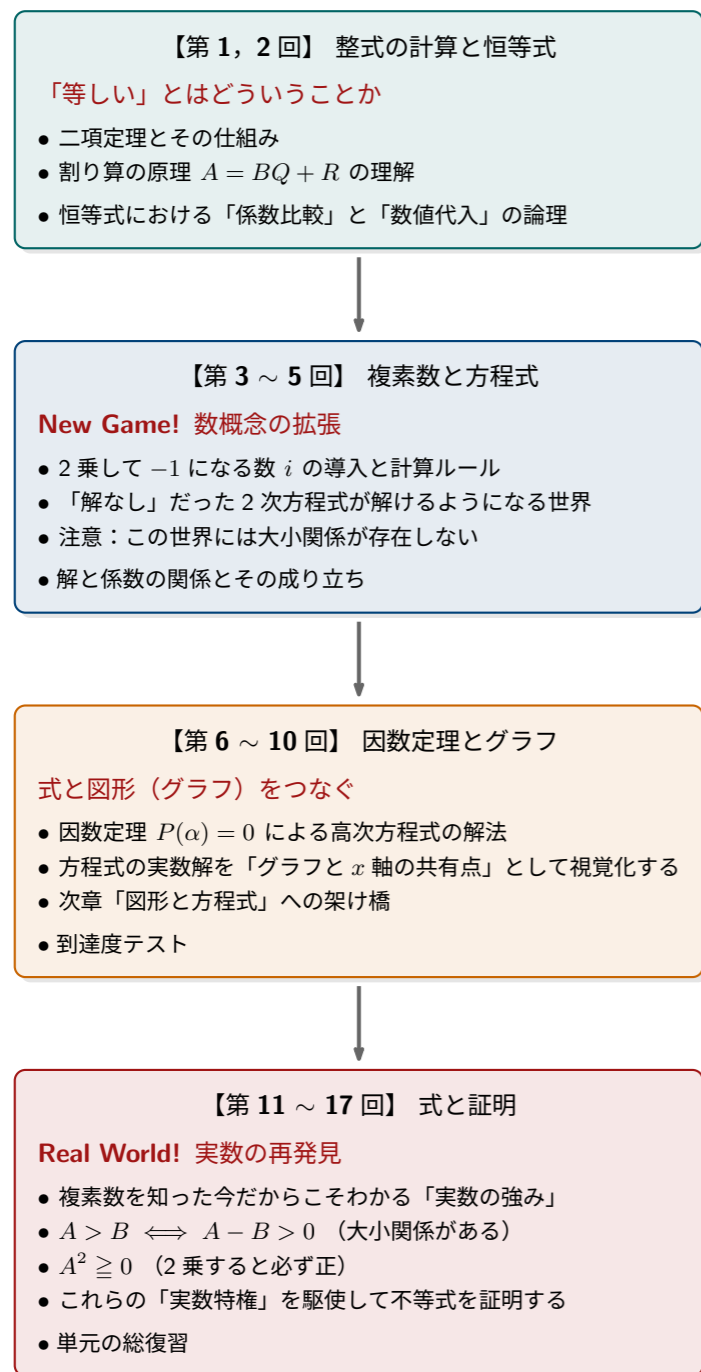 【第 1，2 回】 整式の計算と恒等式
「等しい」とはどういうことか
● 二項定理とその仕組み
● 割り算の原理 A = BQ + R の理解
● 恒等式における「係数比較」と「数値代入」の論理
【第 3 ∼ 5 回】 複素数と方程式
New Game! 数概念の拡張
● 2 乗して −1 になる数 i の導入と計算ルール
● 「解なし」だった 2 次方程式が解けるようになる世界
● 注意：この世界には大小関係が存在しない
● 解と係数の関係とその成り立ち
【第 6 ∼ 10 回】 因数定理とグラフ
式と図形（グラフ）をつなぐ
● 因数定理 P(α) = 0 による高次方程式の解法
● 方程式の実数解を「グラフと x 軸の共有点」として視覚化する
● 次章「図形と方程式」への架け橋
● 到達度テスト
【第 11 ∼ 17 回】 式と証明
Real World! 実数の再発見
● 複素数を知った今だからこそわかる「実数の強み」
● A > B ⟺ A − B > 0 （大小関係がある）
● A² ≧ 0 （2 乗すると必ず正）
● これらの「実数特権」を駆使して不等式を証明する
● 単元の総復習